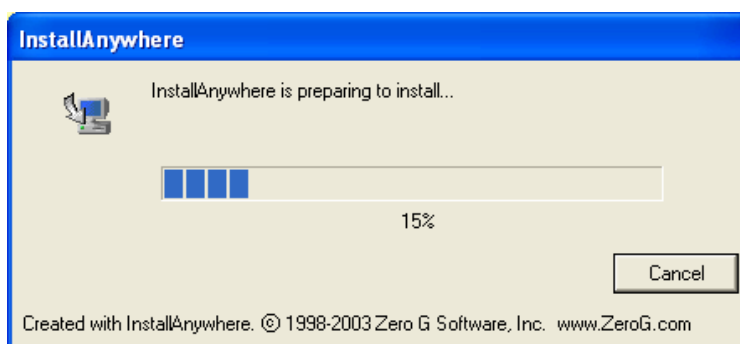 InstallAnywhere
InstallAnywhere is preparing to install...
15%
Cancel
Created with InstallAnywhere. © 1998-2003 Zero G Software, Inc. www.ZeroG.com